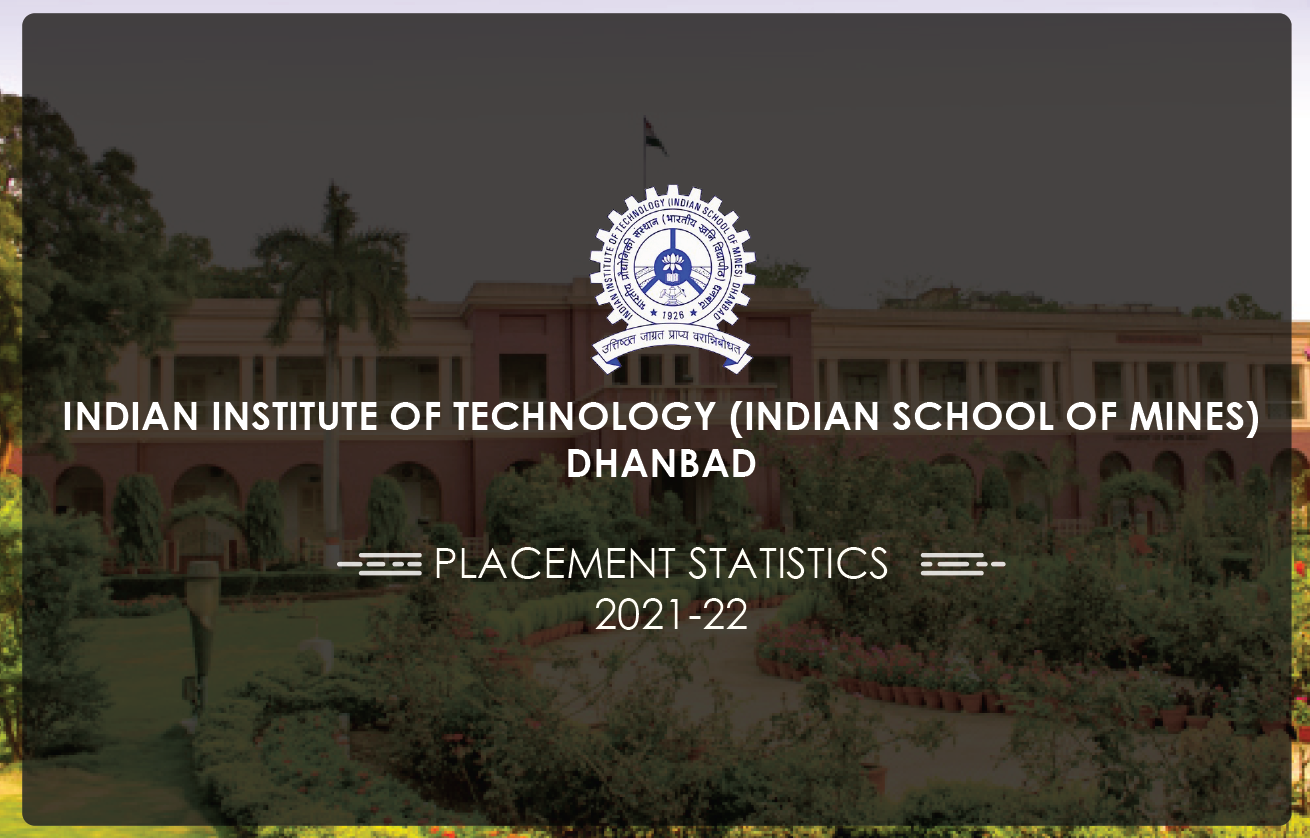 INDIAN INSTITUTE OF TECHNOLOGY (INDIAN SCHOOL OF MINES) DHANBAD
भारतीय प्रौद्योगिकी संस्थान (भारतीय खनि विद्यापीठ) धनबाद
★ 1926 ★
उत्तिष्ठत जाग्रत प्राप्य वरान्निबोधत
INDIAN INSTITUTE OF TECHNOLOGY (INDIAN SCHOOL OF MINES)
DHANBAD
PLACEMENT STATISTICS
2021-22